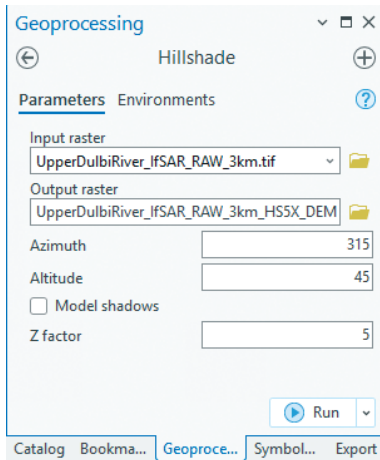 Geoprocessing
Hillshade
Parameters Environments
Input raster
UpperDulbiRiver_IfSAR_RAW_3km.tif
Output raster
UpperDulbiRiver_IfSAR_RAW_3km_HS5X_DEM
Azimuth 315
Altitude 45
Model shadows
Z factor 5
Run
Catalog Bookma... Geoproce... Symbol... Export